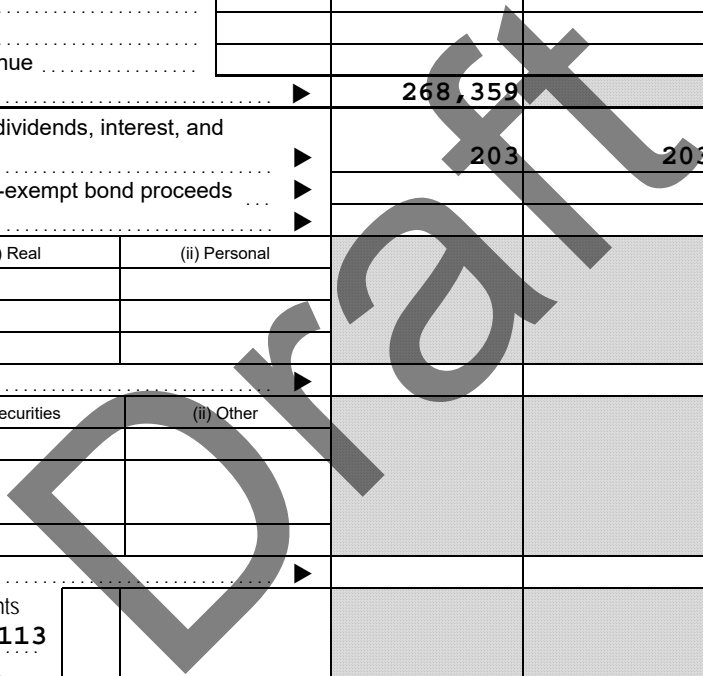 nue
268,359
dividends, interest, and
203 203
-exempt bond proceeds
Real (ii) Personal
ecurities (ii) Other
nts
113
Draft